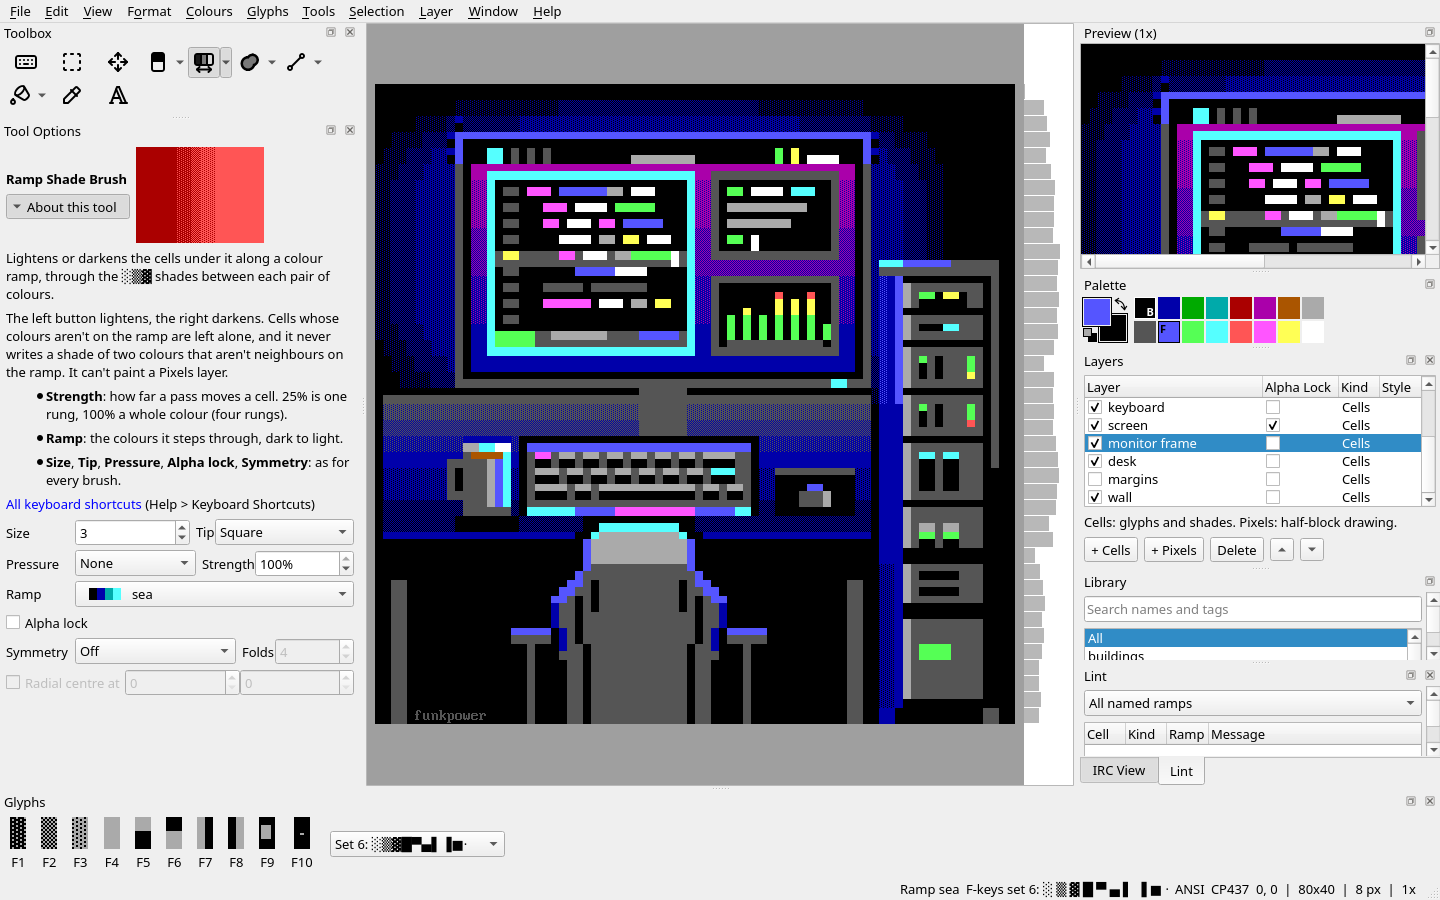 File Edit View Format Colours Glyphs Tools Selection Layer Window Help
Toolbox
Tool Options
Ramp Shade Brush
About this tool
Lightens or darkens the cells under it along a colour
ramp, through the ░▒▓ shades between each pair of
colours.
The left button lightens, the right darkens. Cells whose
colours aren't on the ramp are left alone, and it never
writes a shade of two colours that aren't neighbours on
the ramp. It can't paint a Pixels layer.
• Strength: how far a pass moves a cell. 25% is one
rung, 100% a whole colour (four rungs).
• Ramp: the colours it steps through, dark to light.
• Size, Tip, Pressure, Alpha lock, Symmetry: as for
every brush.
All keyboard shortcuts (Help > Keyboard Shortcuts)
Size 3 Tip Square
Pressure None Strength 100%
Ramp sea
Alpha lock
Symmetry Off Folds 4
Radial centre at 0 0
funkpower
Preview (1x)
Palette
B
F
Layers
Layer Alpha Lock Kind Style
keyboard Cells
screen Cells
monitor frame Cells
desk Cells
margins Cells
wall Cells
Cells: glyphs and shades. Pixels: half-block drawing.
+ Cells + Pixels Delete
Library
Search names and tags
All
buildings
Lint
All named ramps
Cell Kind Ramp Message
IRC View Lint
Glyphs
F1 F2 F3 F4 F5 F6 F7 F8 F9 F10
Set 6: ░▒▓█▀▄▌▐■·
Ramp sea F-keys set 6: ░▒▓█▀▄▌▐■· ANSI CP437 0, 0 | 80x40 | 8 px | 1x